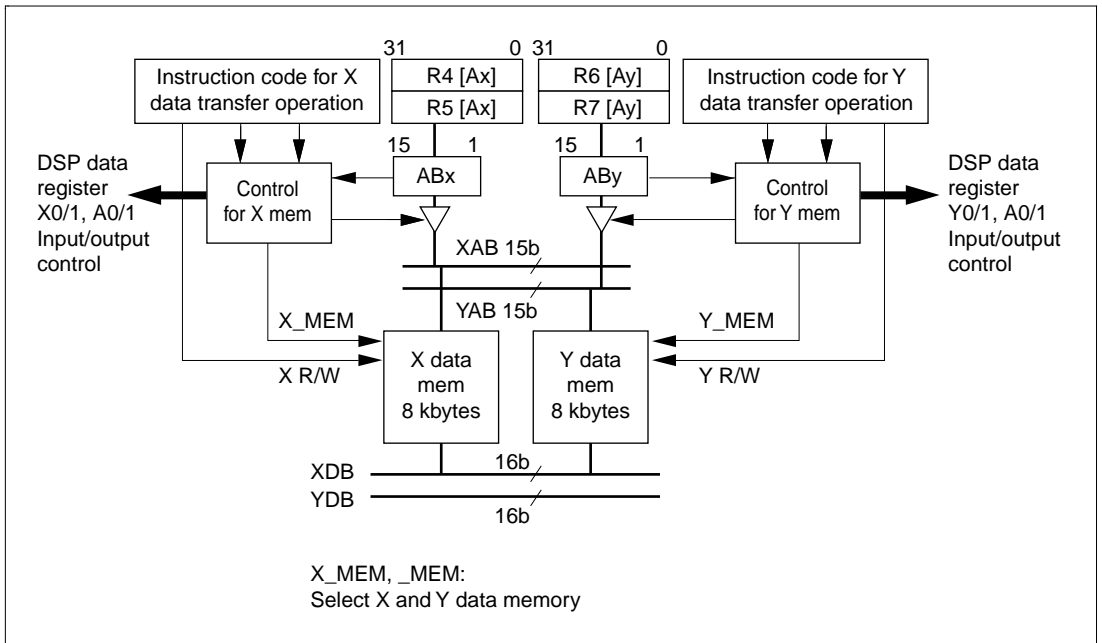 31 0 31 0
Instruction code for X
data transfer operation
R4 [Ax]
R5 [Ax]
R6 [Ay]
R7 [Ay]
Instruction code for Y
data transfer operation
15 1 15 1
DSP data
register
X0/1, A0/1
Input/output
control
Control
for X mem
ABx
ABy
Control
for Y mem
DSP data
register
Y0/1, A0/1
Input/output
control
XAB 15b
YAB 15b
X_MEM
Y_MEM
X R/W
X data
mem
8 kbytes
Y data
mem
8 kbytes
Y R/W
XDB
16b
YDB
16b
X_MEM, _MEM:
Select X and Y data memory